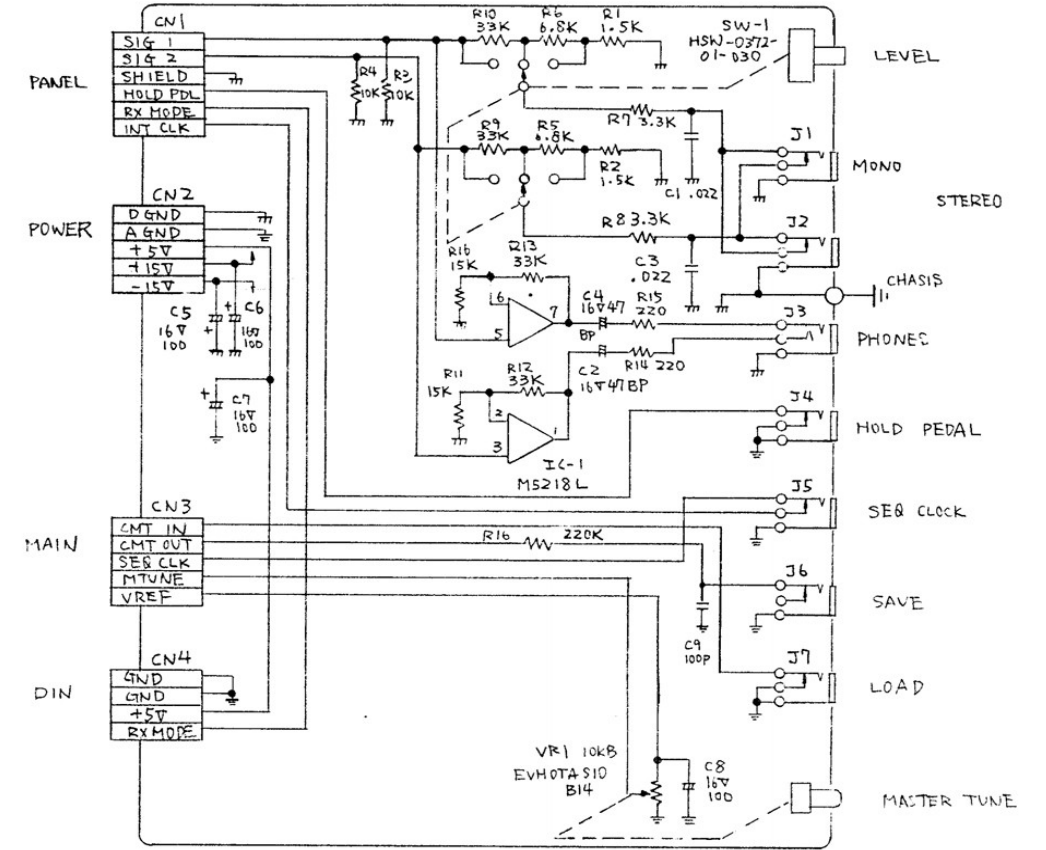 CN1
SIG 1
SIG 2
SHIELD
HOLD PDL
RX MODE
INT CLK
PANEL
R10
33K
R6
6.8K
R1
1.5K
SW-1
HSW-0372-
01-030
LEVEL
R4
10K
R3
10K
R7 3.3K
R9
33K
R5
6.8K
R2
1.5K
C1 .022
J1
MONO
STEREO
CN2
D GND
A GND
+5V
+15V
-15V
POWER
R8 3.3K
J2
C3
.022
CHASIS
R16
15K
R13
33K
6
5
7
C4
16V47
BP
R15
220
J3
PHONES
C5
16V
100
C6
16V
100
R11
15K
R12
33K
2
3
1
C2
16V47BP
R14 220
C7
16V
100
J4
HOLD PEDAL
IC-1
M5218L
CN3
CMT IN
CMT OUT
SEQ CLK
MTUNE
VREF
MAIN
R16
220K
J5
SEQ CLOCK
J6
SAVE
C9
100P
CN4
GND
GND
+5V
RX MODE
DIN
J7
LOAD
VR1 10KB
EVHOTAS10
B14
C8
16V
100
MASTER TUNE